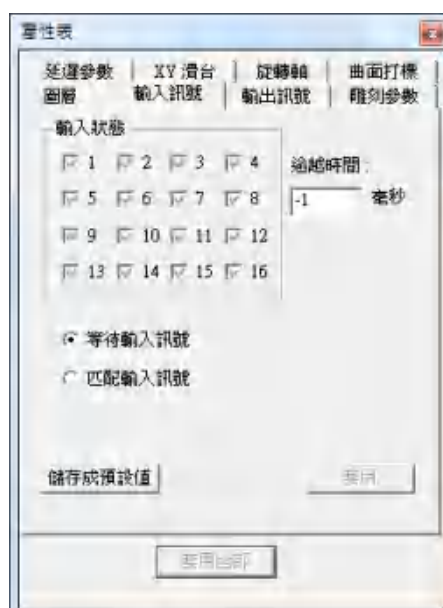 屬性表
延遲參數 XY 滑台 旋轉軸 曲面打標
圖層 輸入訊號 輸出訊號 雕刻參數
輸入狀態
1 2 3 4
逾越時間:
5 6 7 8
-1 毫秒
9 10 11 12
13 14 15 16
等待輸入訊號
匹配輸入訊號
儲存成預設值 套用
套用全部